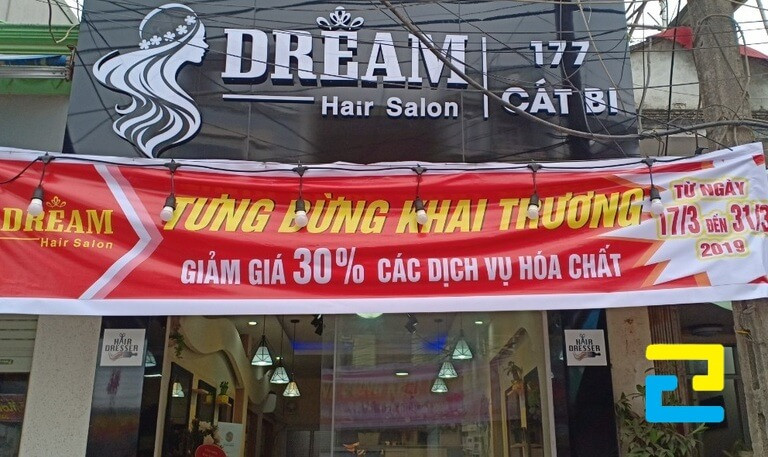 DREAM
Hair Salon
177
CÁT BI
DREAM
Hair Salon
TƯNG BỪNG KHAI TRƯƠNG
GIẢM GIÁ 30% CÁC DỊCH VỤ HÓA CHẤT
TỪ NGÀY
17/3 ĐẾN 31/3
2019
HAIR
DRESSER
HAIR
DRESSER